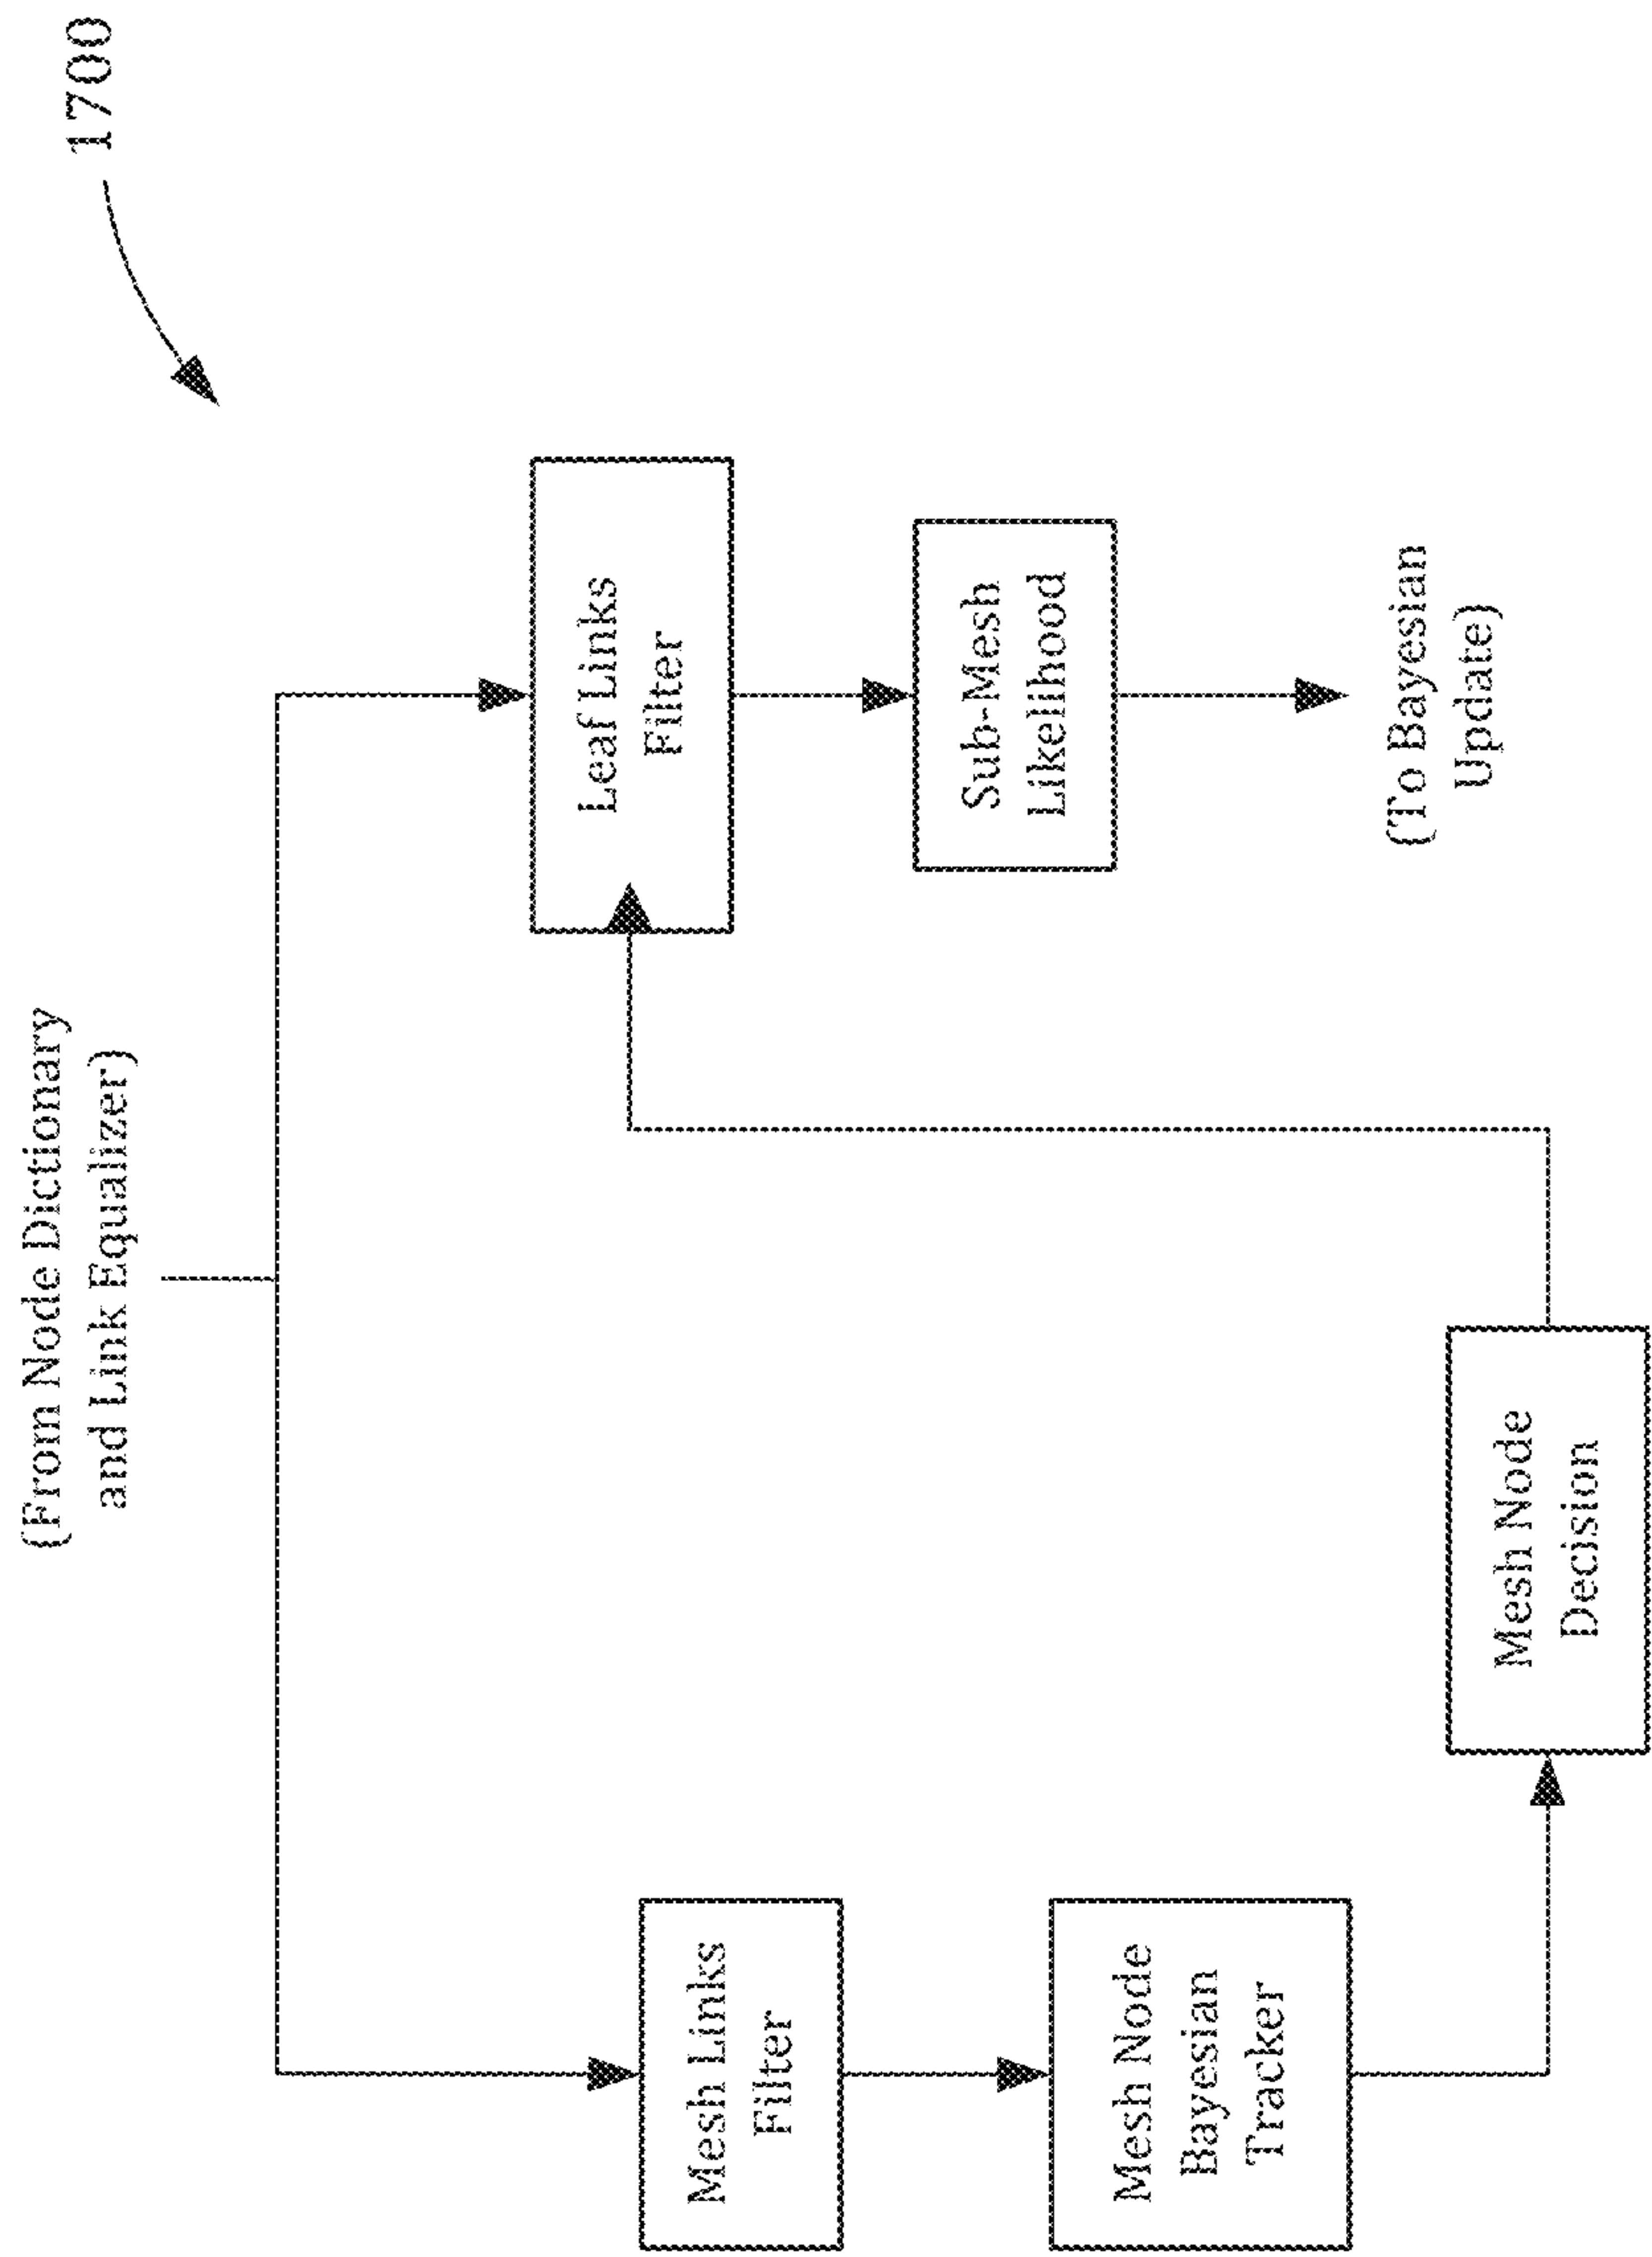 1700
(From Node Dictionary
and Link Equalizer)
Mesh Links
Filter
Mesh Node
Bayesian
Tracker
Mesh Node
Decision
Leaf Links
Filter
Sub-Mesh
Likelihood
(To Bayesian
Update)